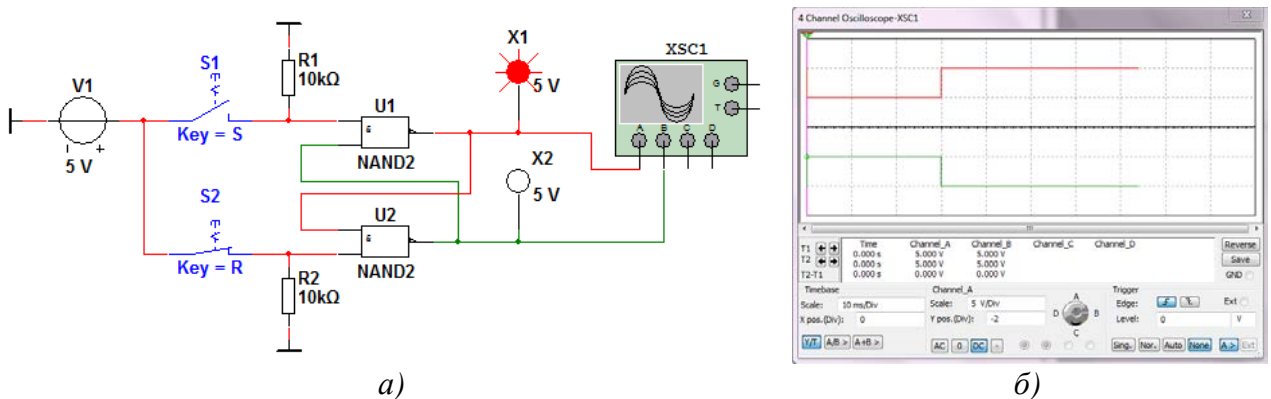 S1
V1
5 V
Key = S
R1
10kΩ
U1
&
NAND2
X1
5 V
X2
5 V
S2
Key = R
U2
&
NAND2
R2
10kΩ
XSC1
G
T
A B C D
а)
4 Channel Oscilloscope-XSC1
Time Channel_A Channel_B Channel_C Channel_D
T1 0.000 s 5.000 V 5.000 V
T2 0.000 s 5.000 V 5.000 V
T2-T1 0.000 s 0.000 V 0.000 V
Reverse
Save
GND
Timebase
Scale: 10 ms/Div
X pos.(Div): 0
Y/T A/B > A+B >
Channel_A
Scale: 5 V/Div
Y pos.(Div): -2
AC 0 DC -
A
D B
C
Trigger
Edge: Ext
Level: 0 V
Sing. Nor. Auto None A > Ext
б)